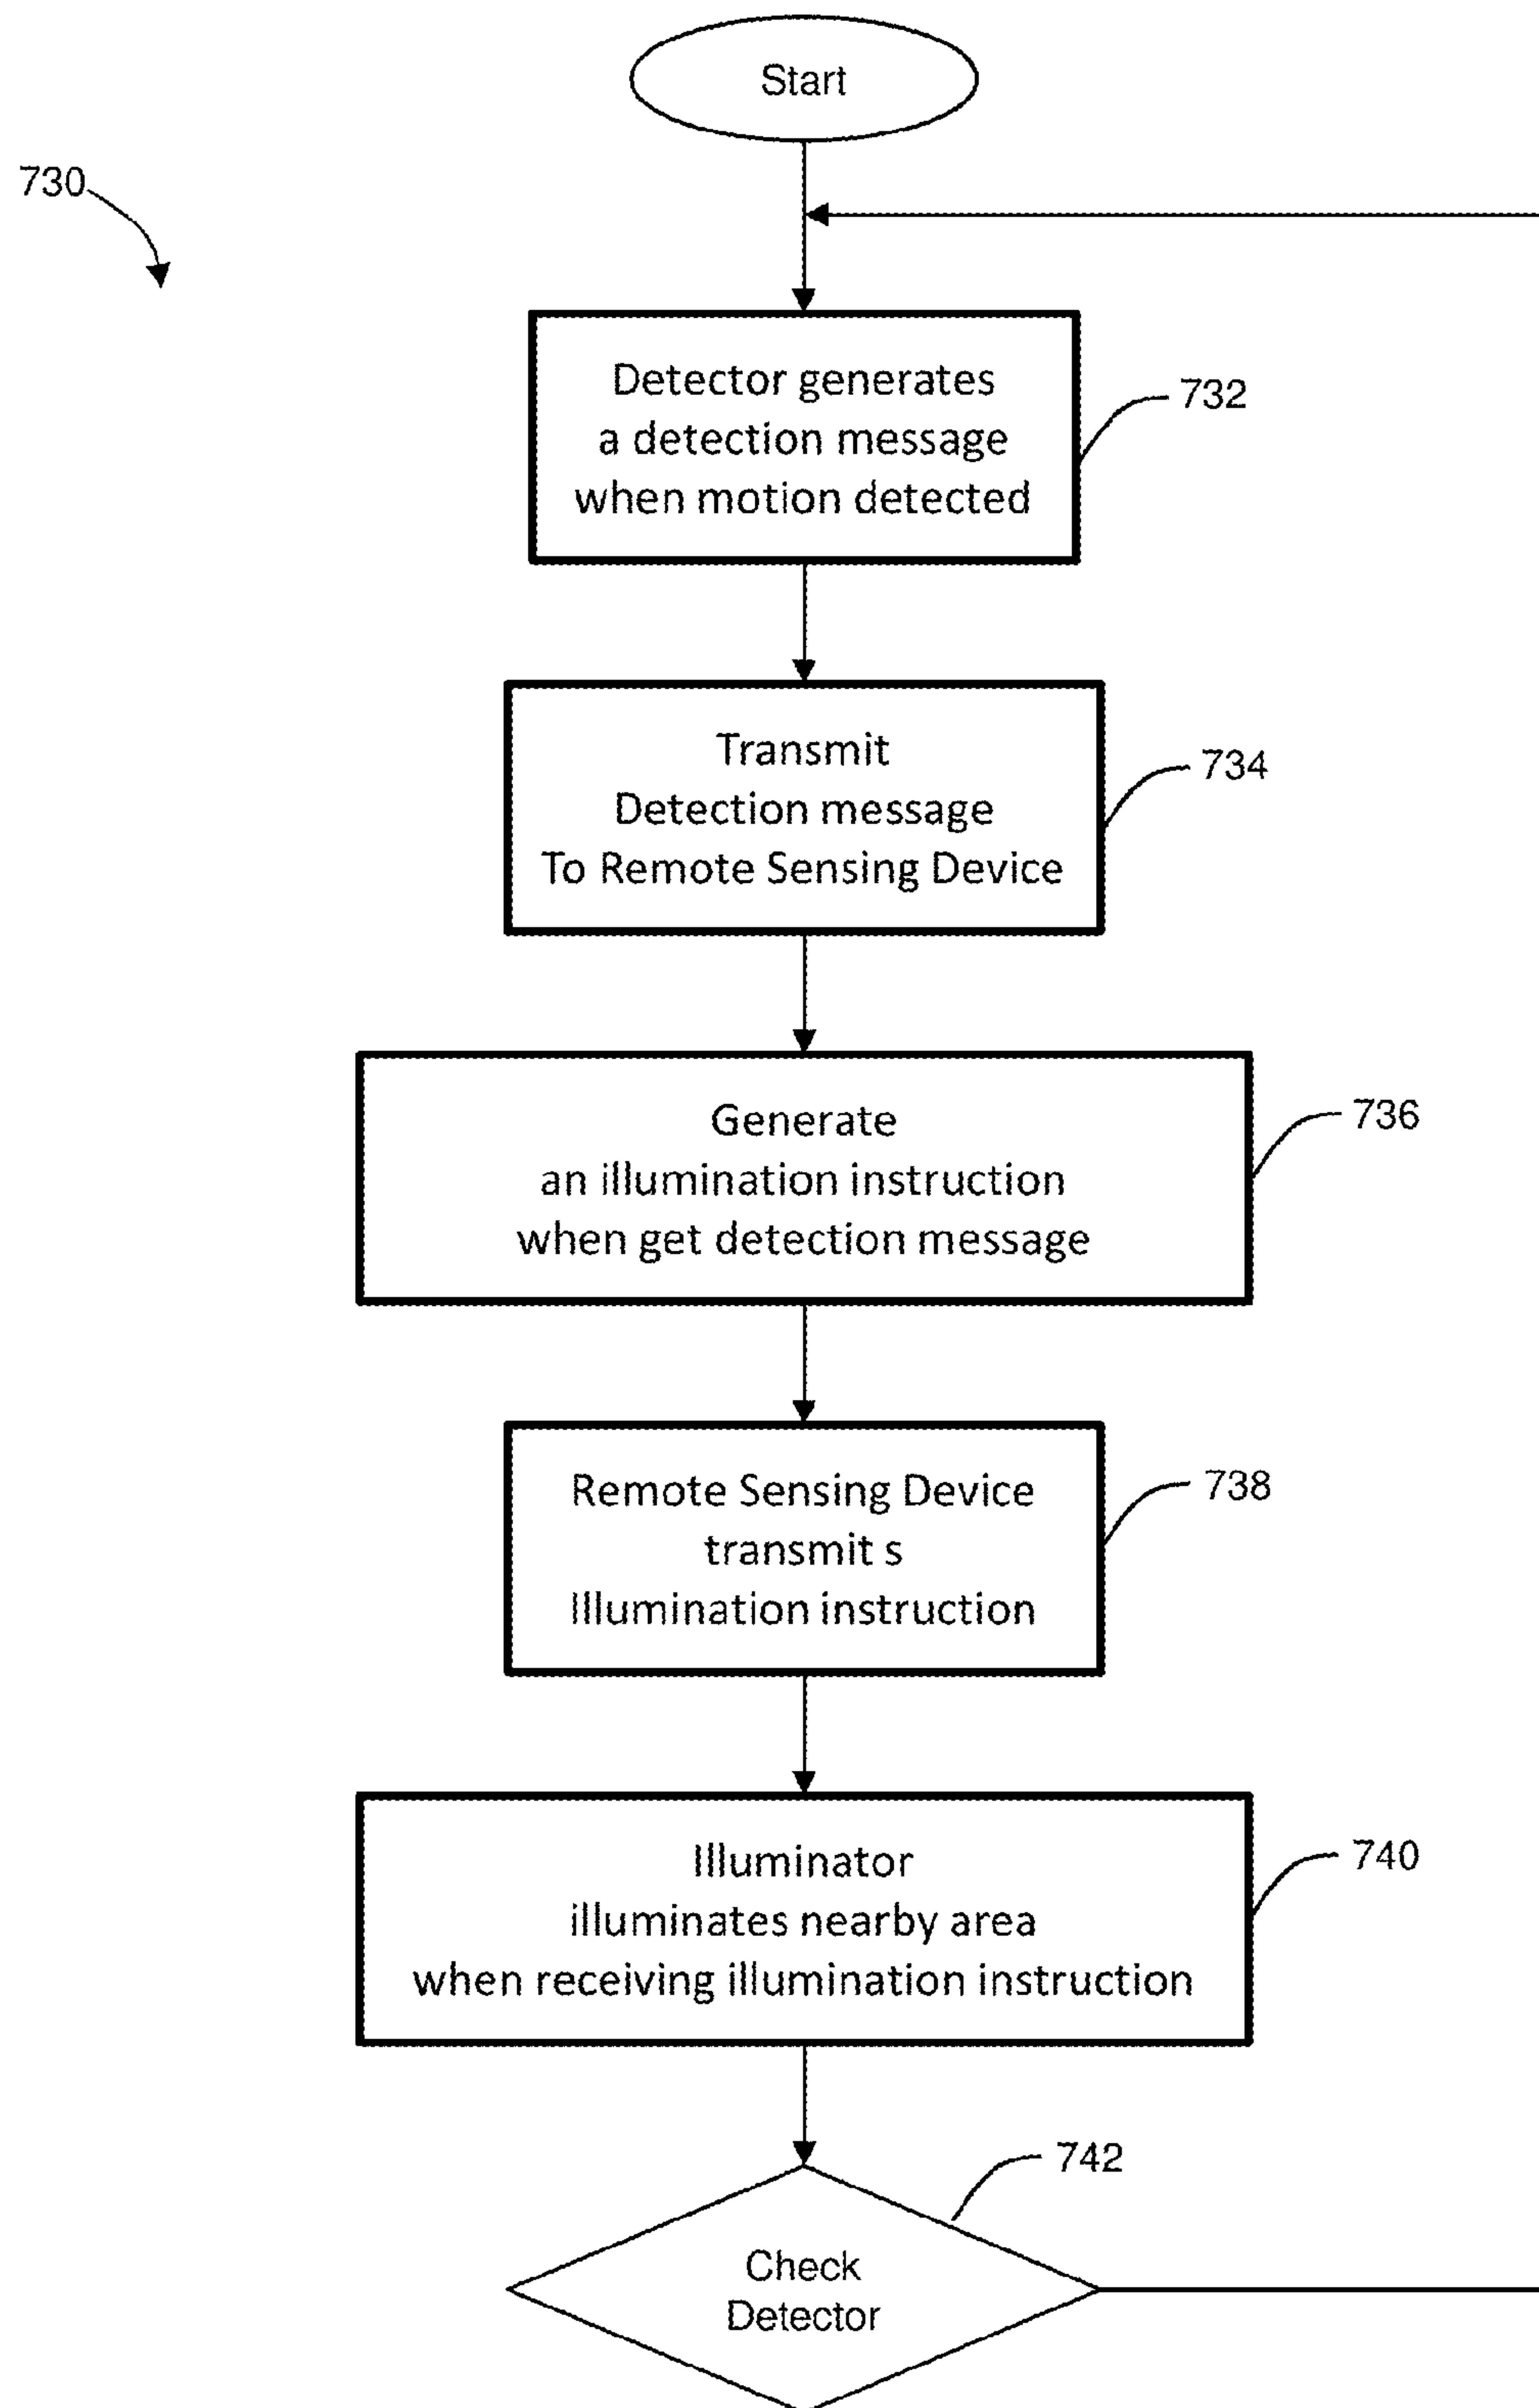 Start
730
Detector generates
a detection message
when motion detected
732
Transmit
Detection message
To Remote Sensing Device
734
Generate
an illumination instruction
when get detection message
736
Remote Sensing Device
transmit s
Illumination instruction
738
Illuminator
illuminates nearby area
when receiving illumination instruction
740
742
Check
Detector